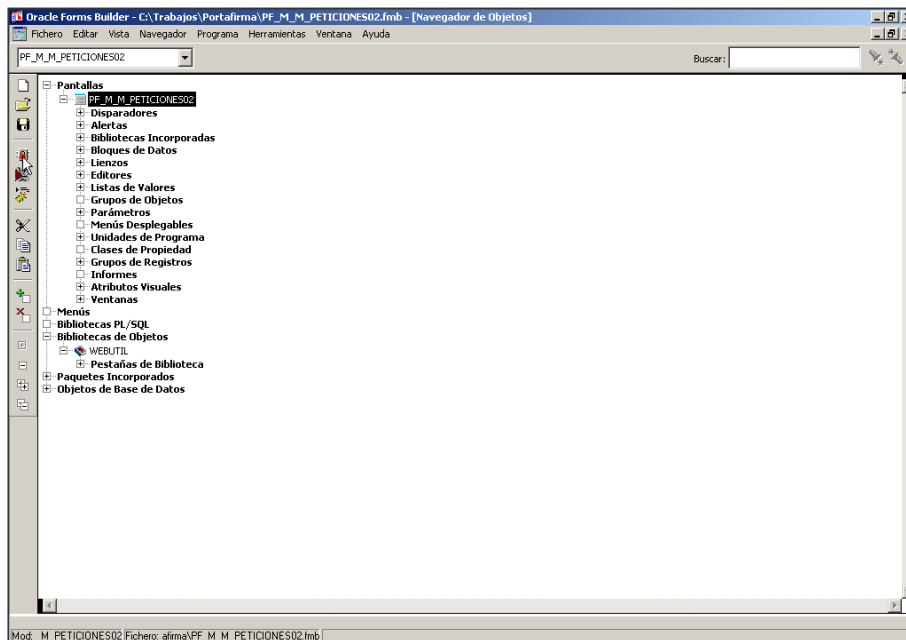 Oracle Forms Builder - C:\Trabajos\Portafirma\PF_M_M_PETICIONES02.fmb - [Navegador de Objetos]
Fichero Editar Vista Navegador Programa Herramientas Ventana Ayuda
PF_M_M_PETICIONES02 Buscar:
Pantallas
PF_M_M_PETICIONES02
Disparadores
Alertas
Bibliotecas Incorporadas
Bloques de Datos
Lienzos
Editores
Listas de Valores
Grupos de Objetos
Parámetros
Menús Desplegables
Unidades de Programa
Clases de Propiedad
Grupos de Registros
Informes
Atributos Visuales
Ventanas
Menús
Bibliotecas PL/SQL
Bibliotecas de Objetos
WEBUTIL
Pestañas de Biblioteca
Paquetes Incorporados
Objetos de Base de Datos
Mod: M_PETICIONES02 Fichero: afirma\PF_M_M_PETICIONES02.fmb